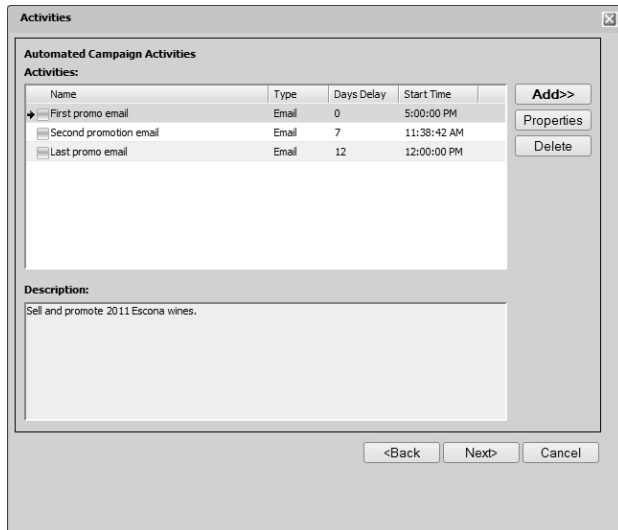 Activities
Automated Campaign Activities
Activities:
Name Type Days Delay Start Time
First promo email Email 0 5:00:00 PM
Second promotion email Email 7 11:38:42 AM
Last promo email Email 12 12:00:00 PM
Add>>
Properties
Delete
Description:
Sell and promote 2011 Escona wines.
<Back Next> Cancel